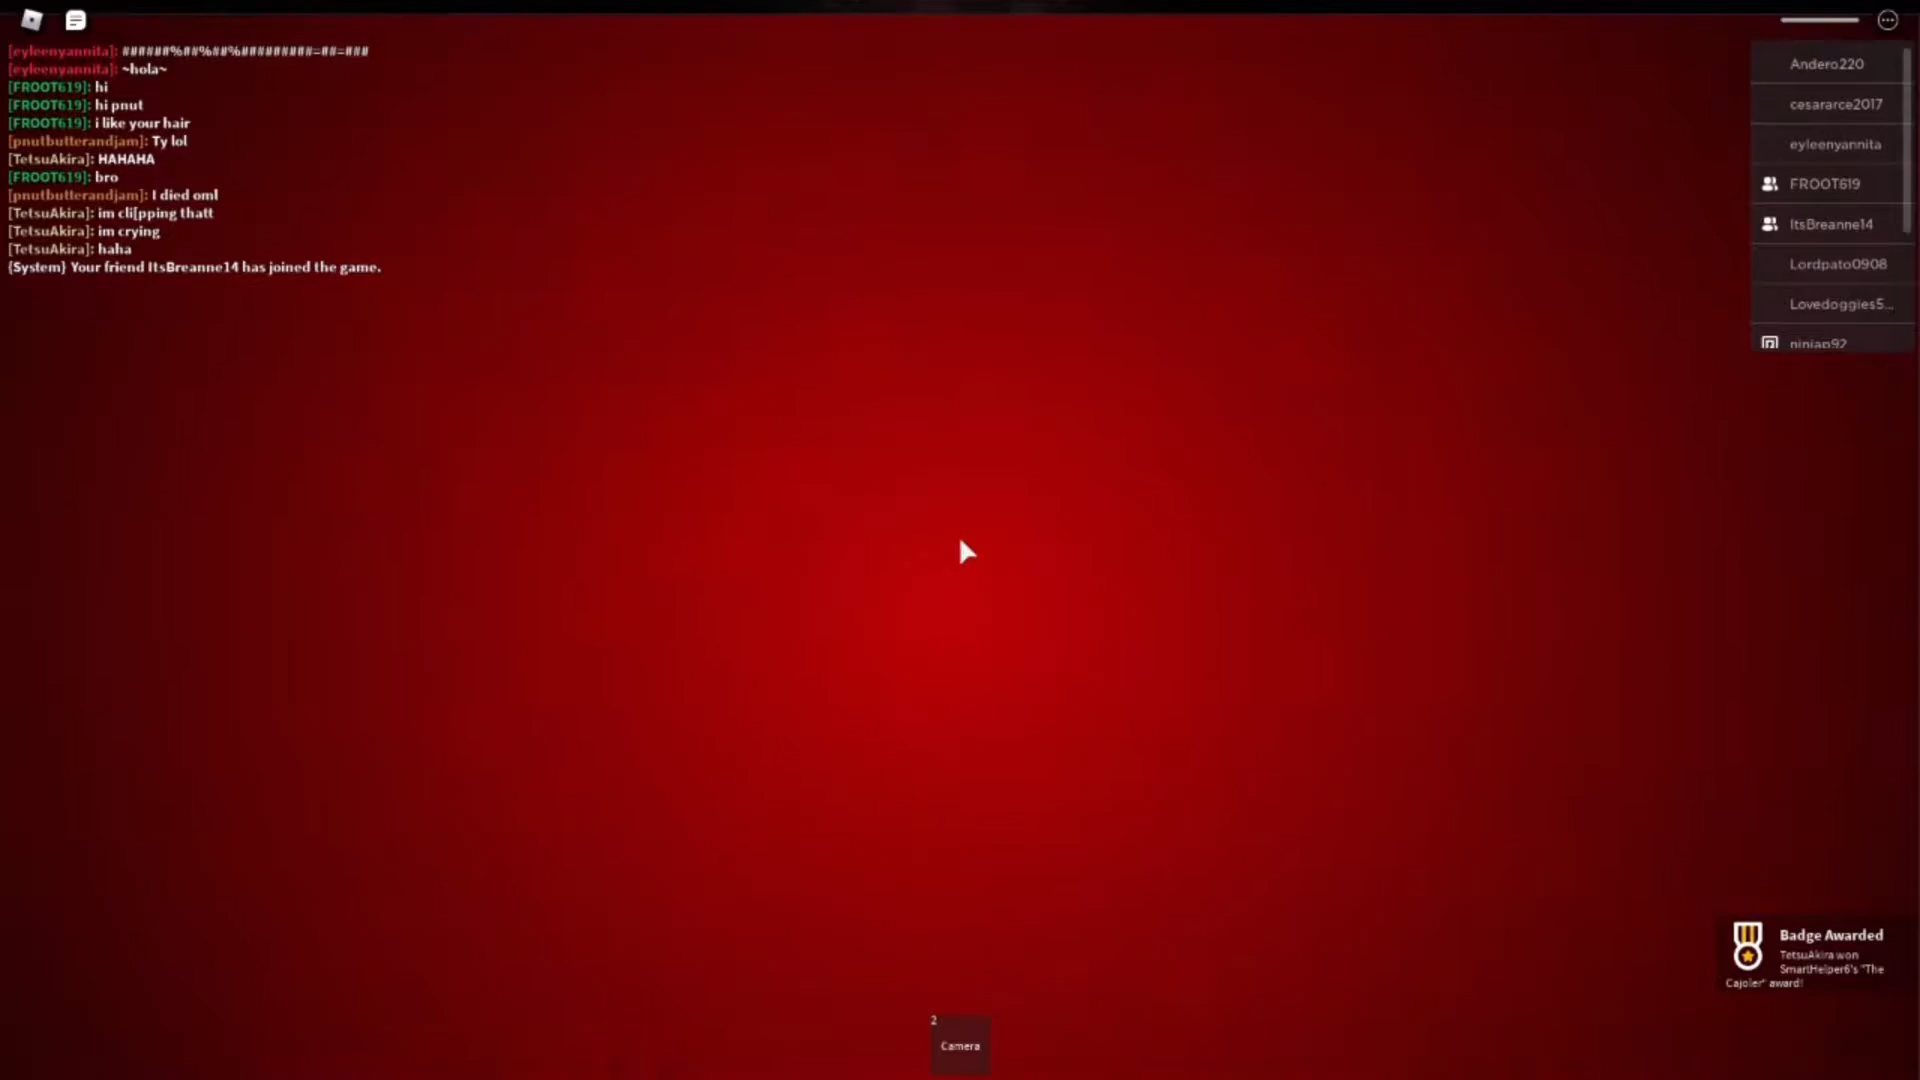 [eyleenyannita]: ######%##%##%#########=##=###
[eyleenyannita]: ~hola~
[FROOT619]: hi
[FROOT619]: hi pnut
[FROOT619]: i like your hair
[pnutbutterandjam]: Ty lol
[TetsuAkira]: HAHAHA
[FROOT619]: bro
[pnutbutterandjam]: I died oml
[TetsuAkira]: im cli[pping thatt
[TetsuAkira]: im crying
[TetsuAkira]: haha
{System} Your friend ItsBreanne14 has joined the game.
Andero220
cesararce2017
eyleenyannita
FROOT619
ItsBreanne14
Lordpato0908
Lovedoggies5...
ninjap92
Badge Awarded
TetsuAkira won
SmartHelper6's "The
Cajoler" award!
2
Camera